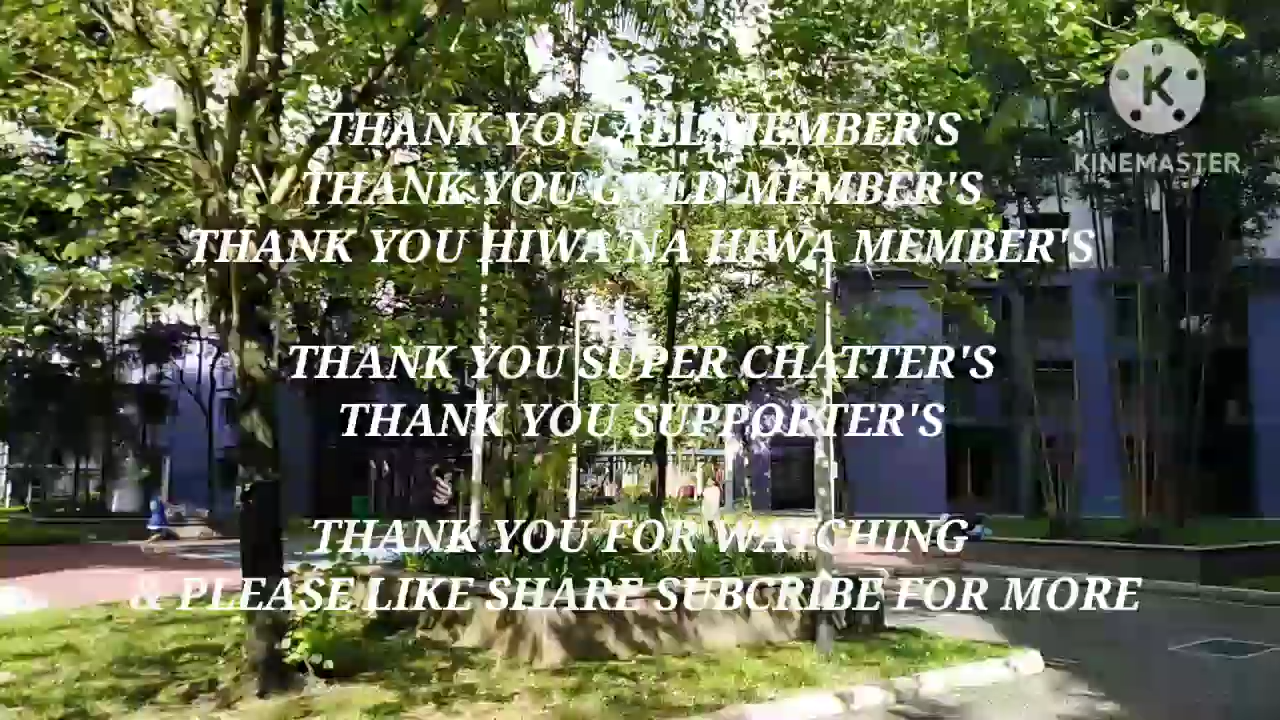 THANK YOU ALL MEMBER'S
THANK YOU GOLD MEMBER'S
THANK YOU HIWA NA HIWA MEMBER'S
THANK YOU SUPER CHATTER'S
THANK YOU SUPPORTER'S
THANK YOU FOR WATCHING
& PLEASE LIKE SHARE SUBCRIBE FOR MORE
K
KINEMASTER